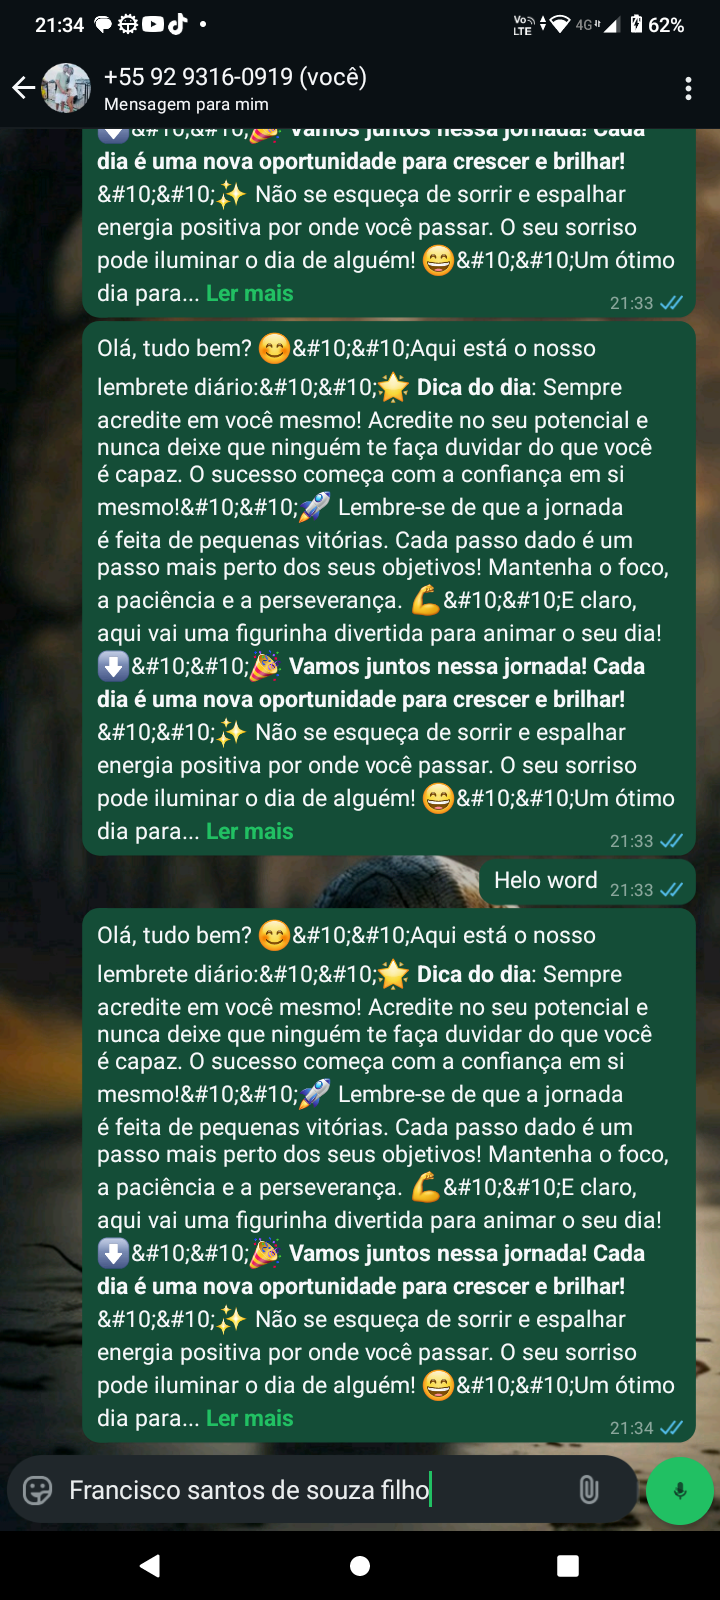 21:34 Vo LTE 4G 62%
+55 92 9316-0919 (você)
Mensagem para mim
⬇️&#10;&#10;🎉 Vamos juntos nessa jornada! Cada
dia é uma nova oportunidade para crescer e brilhar!
&#10;&#10;✨ Não se esqueça de sorrir e espalhar
energia positiva por onde você passar. O seu sorriso
pode iluminar o dia de alguém! 😄&#10;&#10;Um ótimo
dia para... Ler mais
21:33
Olá, tudo bem? 😊&#10;&#10;Aqui está o nosso
lembrete diário:&#10;&#10;🌟 Dica do dia: Sempre
acredite em você mesmo! Acredite no seu potencial e
nunca deixe que ninguém te faça duvidar do que você
é capaz. O sucesso começa com a confiança em si
mesmo!&#10;&#10;🚀 Lembre-se de que a jornada
é feita de pequenas vitórias. Cada passo dado é um
passo mais perto dos seus objetivos! Mantenha o foco,
a paciência e a perseverança. 💪&#10;&#10;E claro,
aqui vai uma figurinha divertida para animar o seu dia!
⬇️&#10;&#10;🎉 Vamos juntos nessa jornada! Cada
dia é uma nova oportunidade para crescer e brilhar!
&#10;&#10;✨ Não se esqueça de sorrir e espalhar
energia positiva por onde você passar. O seu sorriso
pode iluminar o dia de alguém! 😄&#10;&#10;Um ótimo
dia para... Ler mais
21:33
Helo word 21:33
Olá, tudo bem? 😊&#10;&#10;Aqui está o nosso
lembrete diário:&#10;&#10;🌟 Dica do dia: Sempre
acredite em você mesmo! Acredite no seu potencial e
nunca deixe que ninguém te faça duvidar do que você
é capaz. O sucesso começa com a confiança em si
mesmo!&#10;&#10;🚀 Lembre-se de que a jornada
é feita de pequenas vitórias. Cada passo dado é um
passo mais perto dos seus objetivos! Mantenha o foco,
a paciência e a perseverança. 💪&#10;&#10;E claro,
aqui vai uma figurinha divertida para animar o seu dia!
⬇️&#10;&#10;🎉 Vamos juntos nessa jornada! Cada
dia é uma nova oportunidade para crescer e brilhar!
&#10;&#10;✨ Não se esqueça de sorrir e espalhar
energia positiva por onde você passar. O seu sorriso
pode iluminar o dia de alguém! 😄&#10;&#10;Um ótimo
dia para... Ler mais
21:34
Francisco santos de souza filho